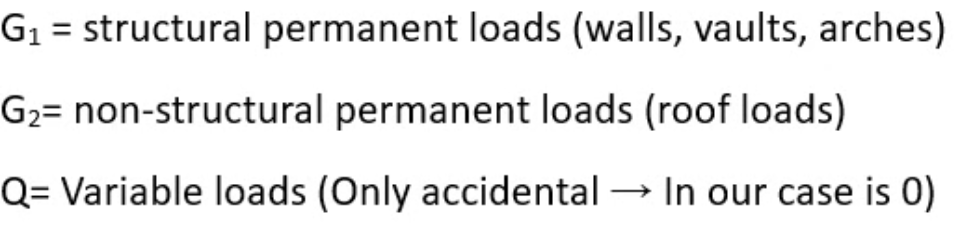 G₁ = structural permanent loads (walls, vaults, arches)
G₂= non-structural permanent loads (roof loads)
Q= Variable loads (Only accidental → In our case is 0)